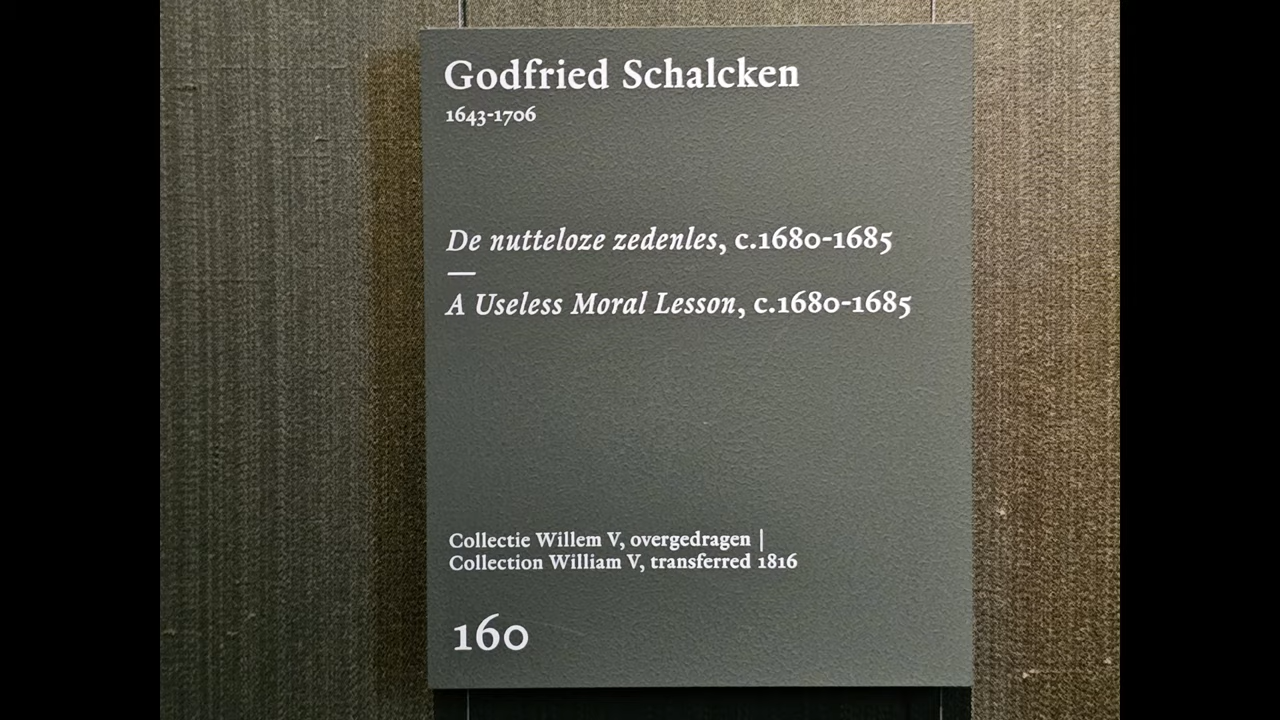 Godfried Schalcken
1643-1706
De nutteloze zedenles, c.1680-1685
—
A Useless Moral Lesson, c.1680-1685
Collectie Willem V, overgedragen |
Collection William V, transferred 1816
160